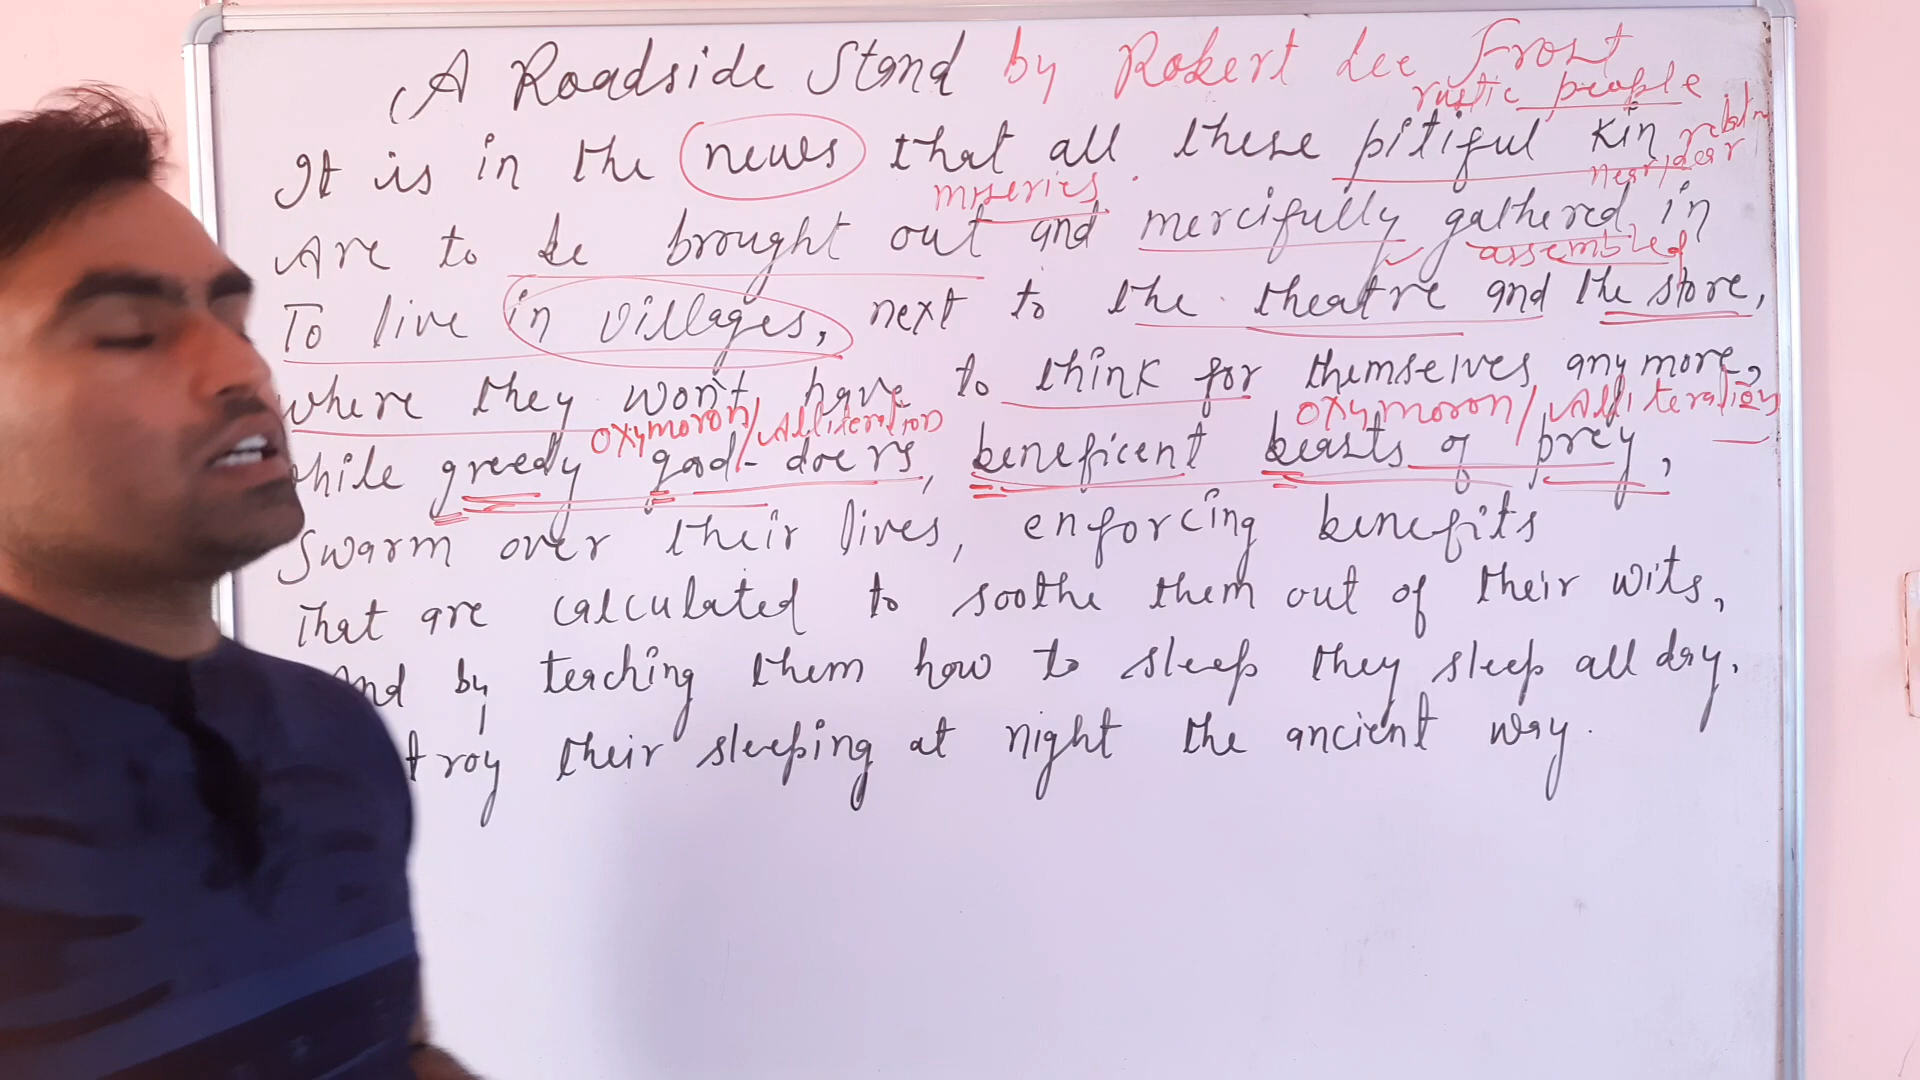 A Roadside Stand by Robert Lee Frost
rustic people
It is in the news that all these pitiful kin
near/dear
miseries
Are to be brought out and mercifully gathered in
assembled
To live in villages, next to the theatre and the store,
where they won't have to think for themselves any more,
oxymoron/Alliteration oxymoron/Alliteration
hile greedy good-doers, beneficent beasts of prey,
Swarm over their lives, enforcing benefits
That are calculated to soothe them out of their wits,
And by teaching them how to sleep they sleep all day,
troy their sleeping at night the ancient way.